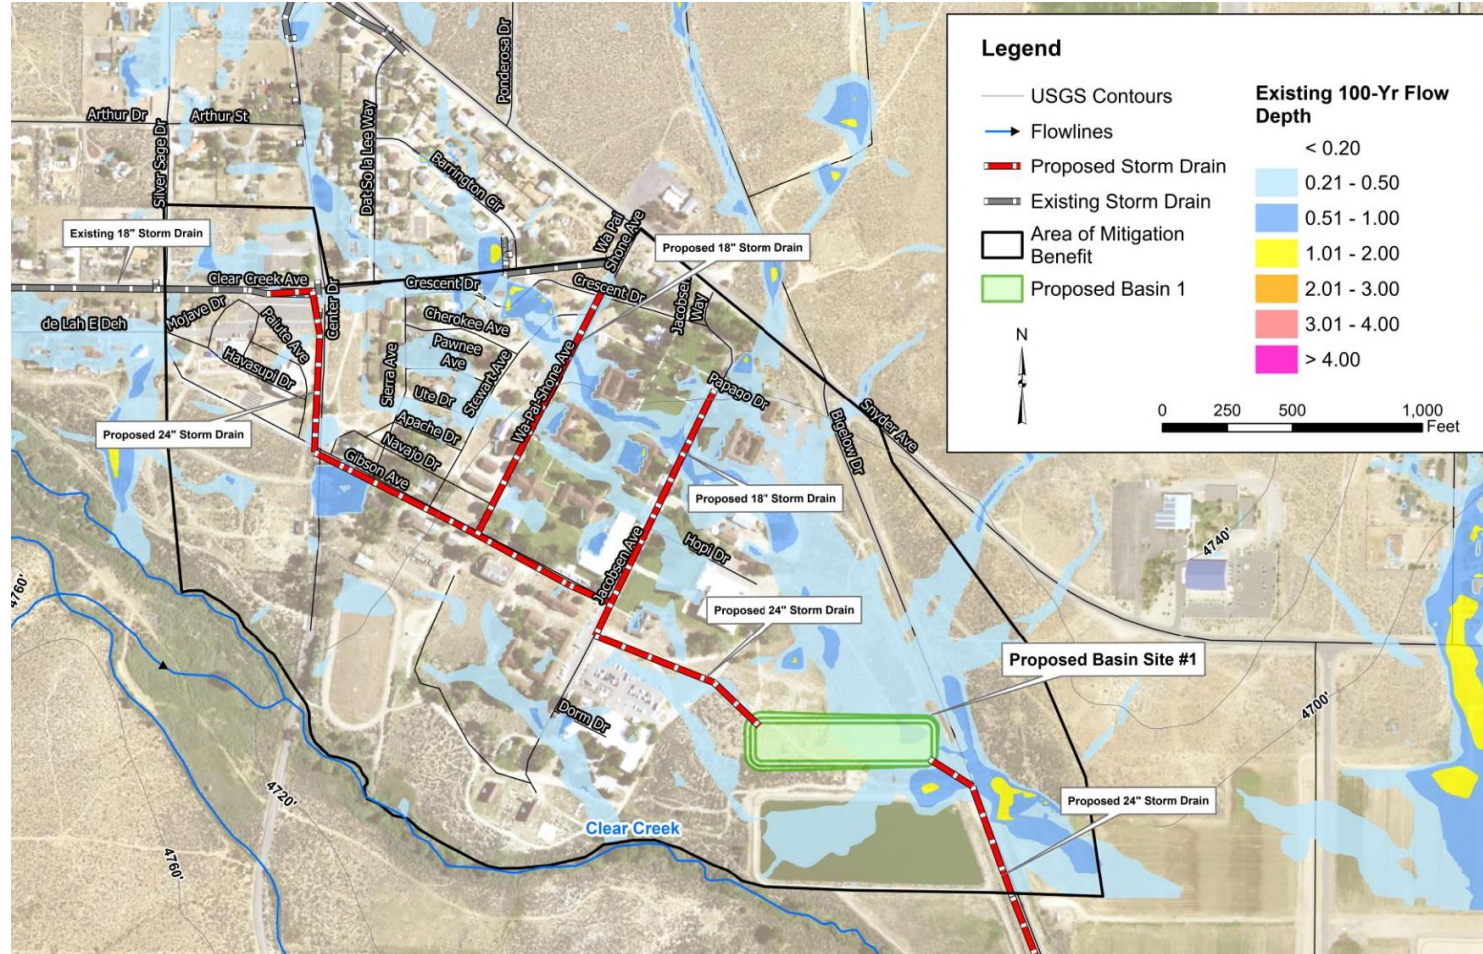 Legend
USGS Contours
Flowlines
Proposed Storm Drain
Existing Storm Drain
Area of Mitigation
Benefit
Proposed Basin 1
Existing 100-Yr Flow
Depth
< 0.20
0.21 - 0.50
0.51 - 1.00
1.01 - 2.00
2.01 - 3.00
3.01 - 4.00
> 4.00
N
0 250 500 1,000
Feet
Ponderosa Dr
Arthur Dr
Arthur St
Silver Sage Dr
Dat So la Lee Way
Barrington Cir
Wa Pai
Shone Ave
Existing 18" Storm Drain
Proposed 18" Storm Drain
Clear Creek Ave
Center Dr
Crescent Dr
Crescent Dr
Jacobsen
Way
de Lah E Deh
Mojave Dr
Paiute Ave
Havasupi Dr
Cherokee Ave
Pawnee
Ave
Sierra Ave
Stewart Ave
Ute Dr
Wa-Pai-Shone Ave
Papago Dr
Snyder Ave
Bigelow Dr
Apache Dr
Navajo Dr
Gibson Ave
Proposed 24" Storm Drain
Proposed 18" Storm Drain
Hopi Dr
Jacobsen Ave
4740'
4760'
Proposed 24" Storm Drain
Proposed Basin Site #1
4700'
Dorm Dr
4720'
Proposed 24" Storm Drain
Clear Creek
4760'